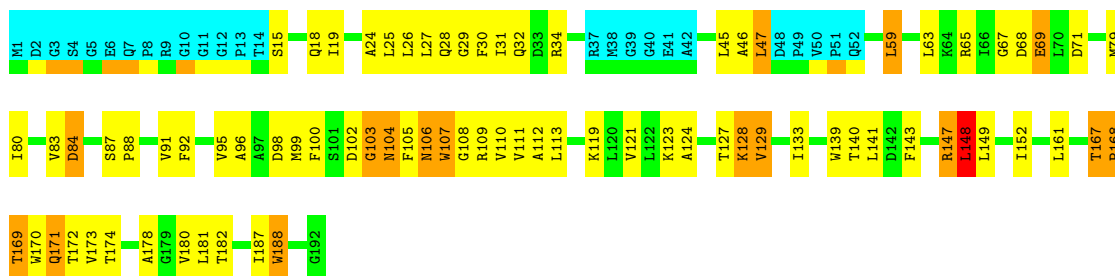 M1 D2 G3 S4 G5 E6 Q7 P8 R9 G10 G11 G12 P13 T14 S15 Q18 I19 A24 L25 L26 L27 Q28 G29 F30 I31 Q32 D33 R34 R37 M38 G39 G40 E41 A42 L45 A46 L47 D48 P49 V50 P51 Q52 L59 L63 K64 R65 I66 G67 D68 E69 L70 D71 M79
I80 V83 D84 S87 P88 V91 F92 V95 A96 A97 D98 M99 F100 S101 D102 G103 N104 F105 N106 W107 G108 R109 V110 V111 A112 L113 K119 L120 V121 L122 K123 A124 T127 K128 V129 I133 W139 T140 L141 D142 F143 R147 L148 L149 I152 L161 T167
T169 W170 Q171 T172 V173 T174 A178 G179 V180 L181 T182 I187 W188 G192